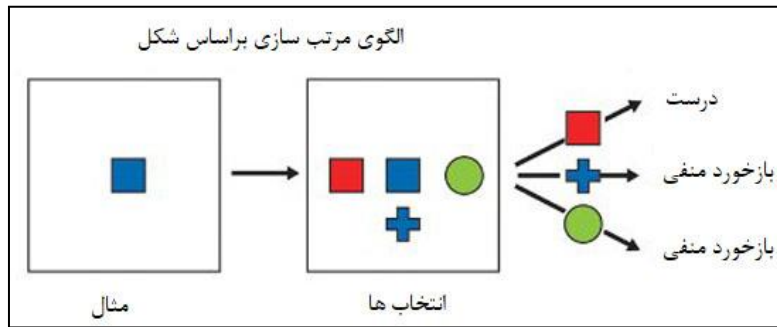 الگوی مرتب سازی براساس شکل
درست
بازخورد منفی
بازخورد منفی
انتخاب ها
مثال